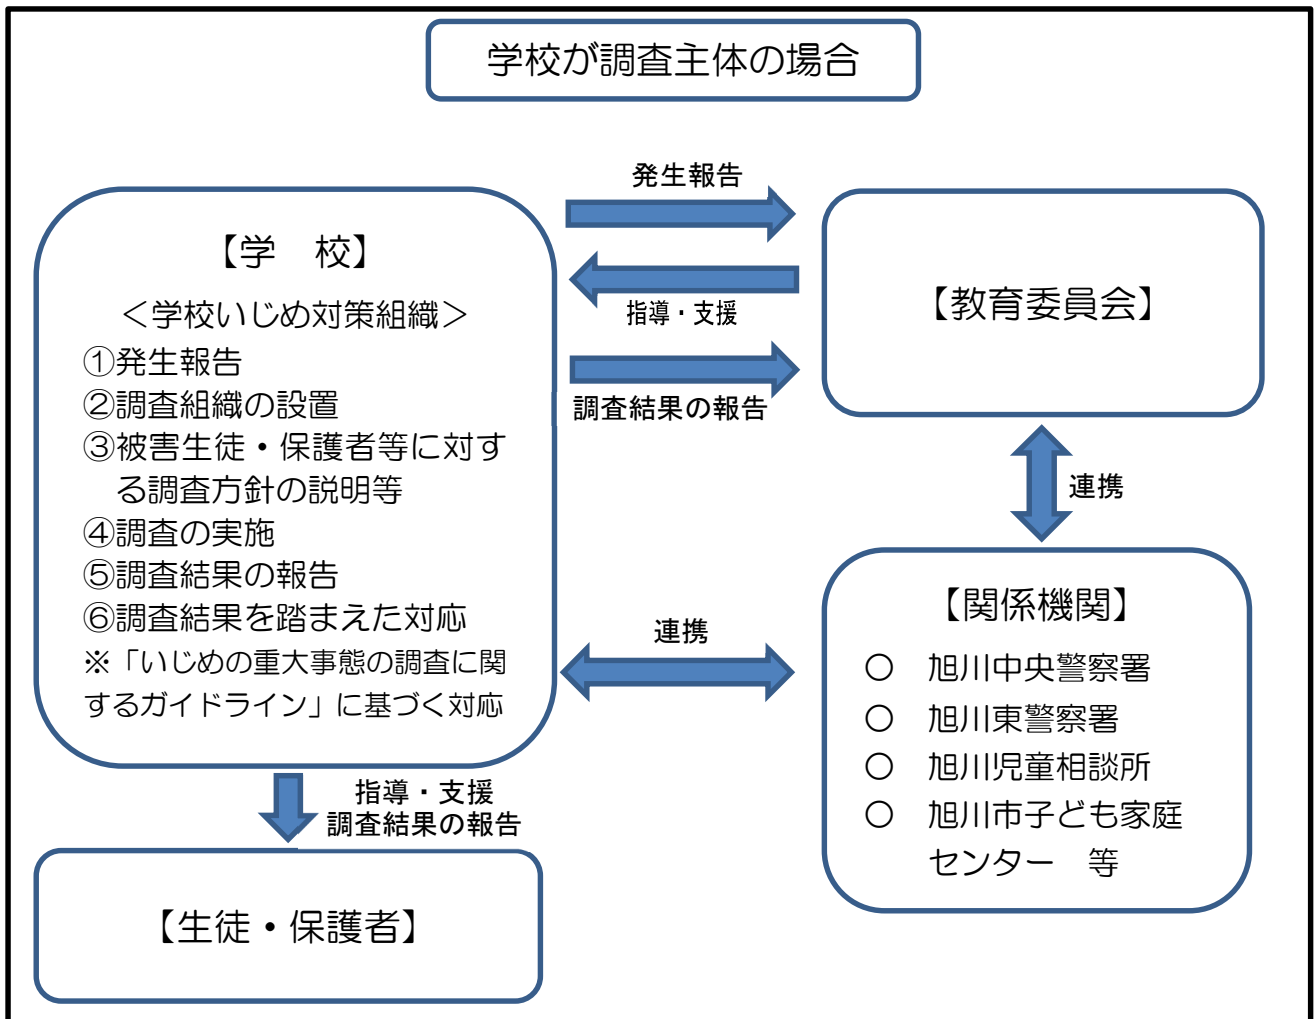 学校が調査主体の場合
【学　校】
＜学校いじめ対策組織＞
①発生報告
②調査組織の設置
③被害生徒・保護者等に対す
る調査方針の説明等
④調査の実施
⑤調査結果の報告
⑥調査結果を踏まえた対応
※「いじめの重大事態の調査に関
するガイドライン」に基づく対応
発生報告
指導・支援
調査結果の報告
【教育委員会】
連携
連携
【関係機関】
○　旭川中央警察署
○　旭川東警察署
○　旭川児童相談所
○　旭川市子ども家庭
センター　等
指導・支援
調査結果の報告
【生徒・保護者】